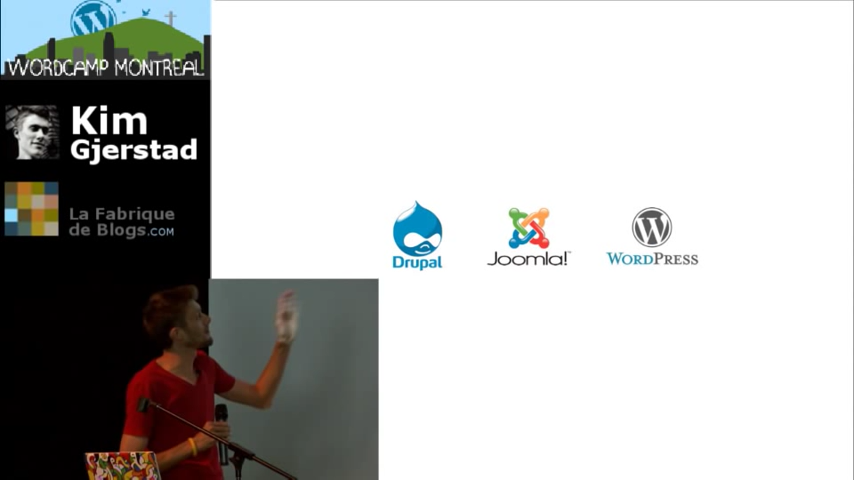 WORDCAMP MONTREAL
Kim
Gjerstad
La Fabrique
de Blogs.COM
Drupal
Joomla!
WORDPRESS